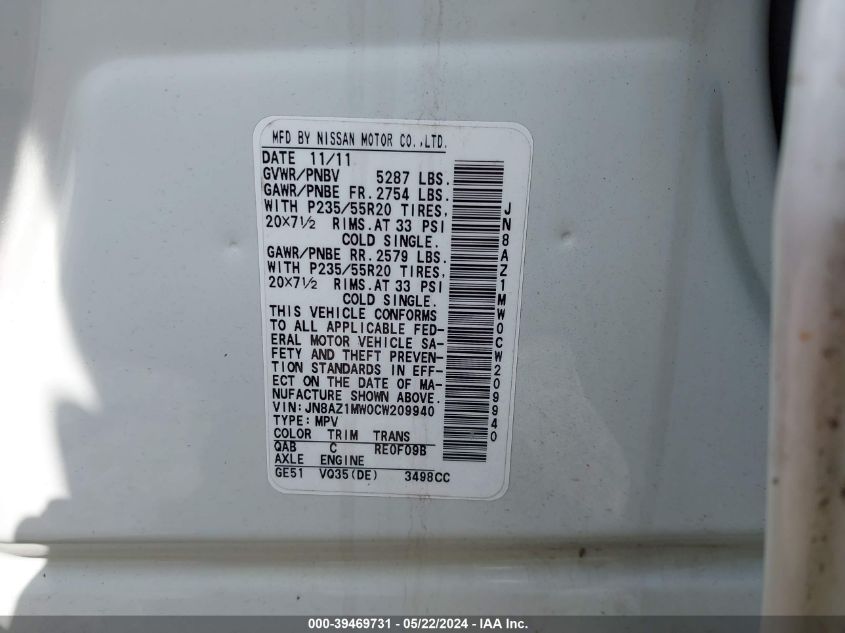 MFD BY NISSAN MOTOR CO.,LTD.
DATE 11/11
GVWR/PNBV 5287 LBS.
GAWR/PNBE FR. 2754 LBS.
WITH P235/55R20 TIRES,
20×7½ RIMS.AT 33 PSI
COLD SINGLE.
GAWR/PNBE RR. 2579 LBS.
WITH P235/55R20 TIRES,
20×7½ RIMS.AT 33 PSI
COLD SINGLE.
THIS VEHICLE CONFORMS
TO ALL APPLICABLE FED-
ERAL MOTOR VEHICLE SA-
FETY AND THEFT PREVEN-
TION STANDARDS IN EFF-
ECT ON THE DATE OF MA-
NUFACTURE SHOWN ABOVE.
VIN:JN8AZ1MW0CW209940
TYPE:MPV
COLOR TRIM TRANS
QAB C RE0F09B
AXLE ENGINE
GE51 VQ35(DE) 3498CC
JN8AZ1MW0CW209940
000-39469731 - 05/22/2024 - Copyright © 2024 IAA, Inc.